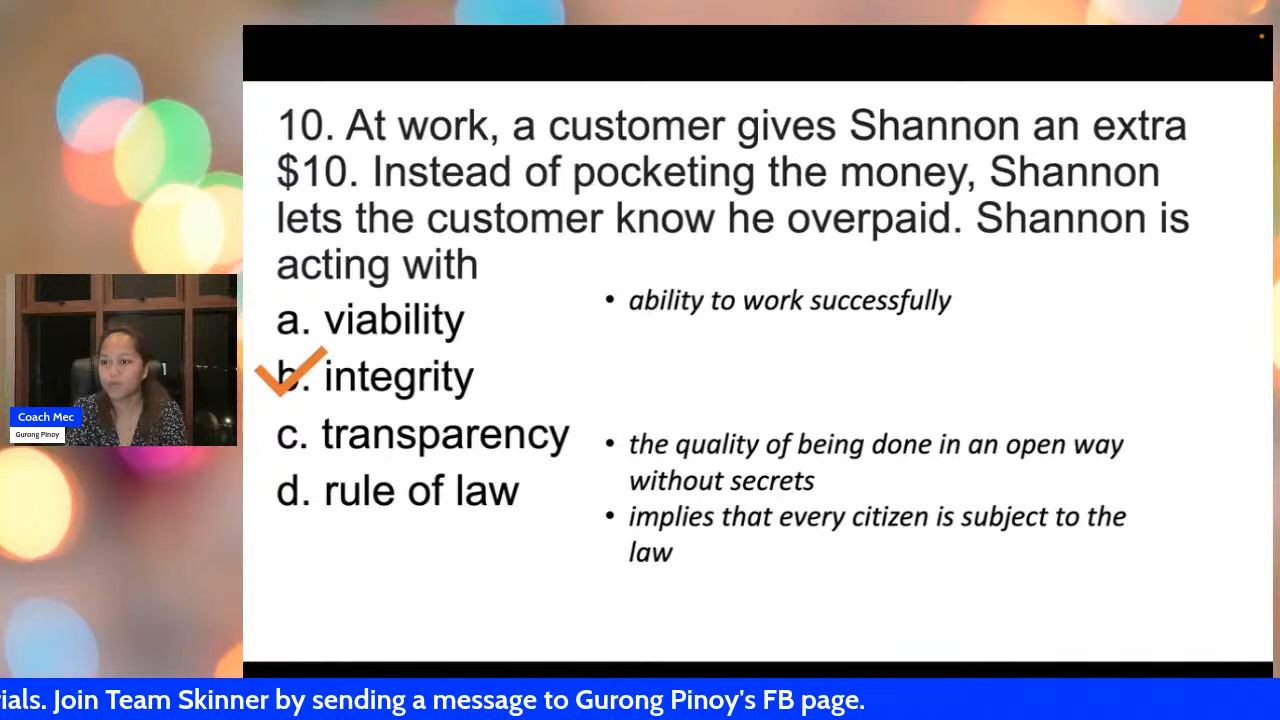 10. At work, a customer gives Shannon an extra
$10. Instead of pocketing the money, Shannon
lets the customer know he overpaid. Shannon is
acting with
a. viability
• ability to work successfully
b. integrity
c. transparency
• the quality of being done in an open way
without secrets
d. rule of law
• implies that every citizen is subject to the
law
Coach Mec
Gurong Pinoy
ials. Join Team Skinner by sending a message to Gurong Pinoy's FB page.